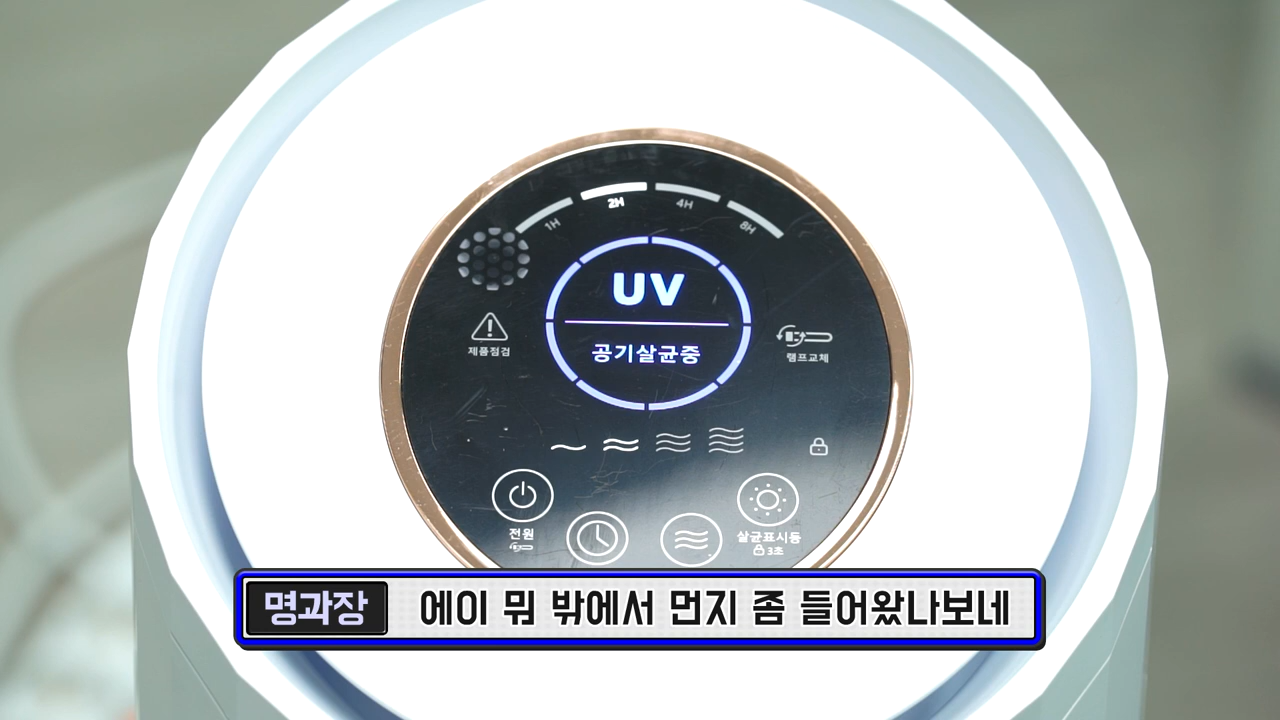 1H
2H
4H
8H
UV
공기살균중
제품점검
램프교체
전원
살균표시등
3초
명과장
에이 뭐 밖에서 먼지 좀 들어왔나보네